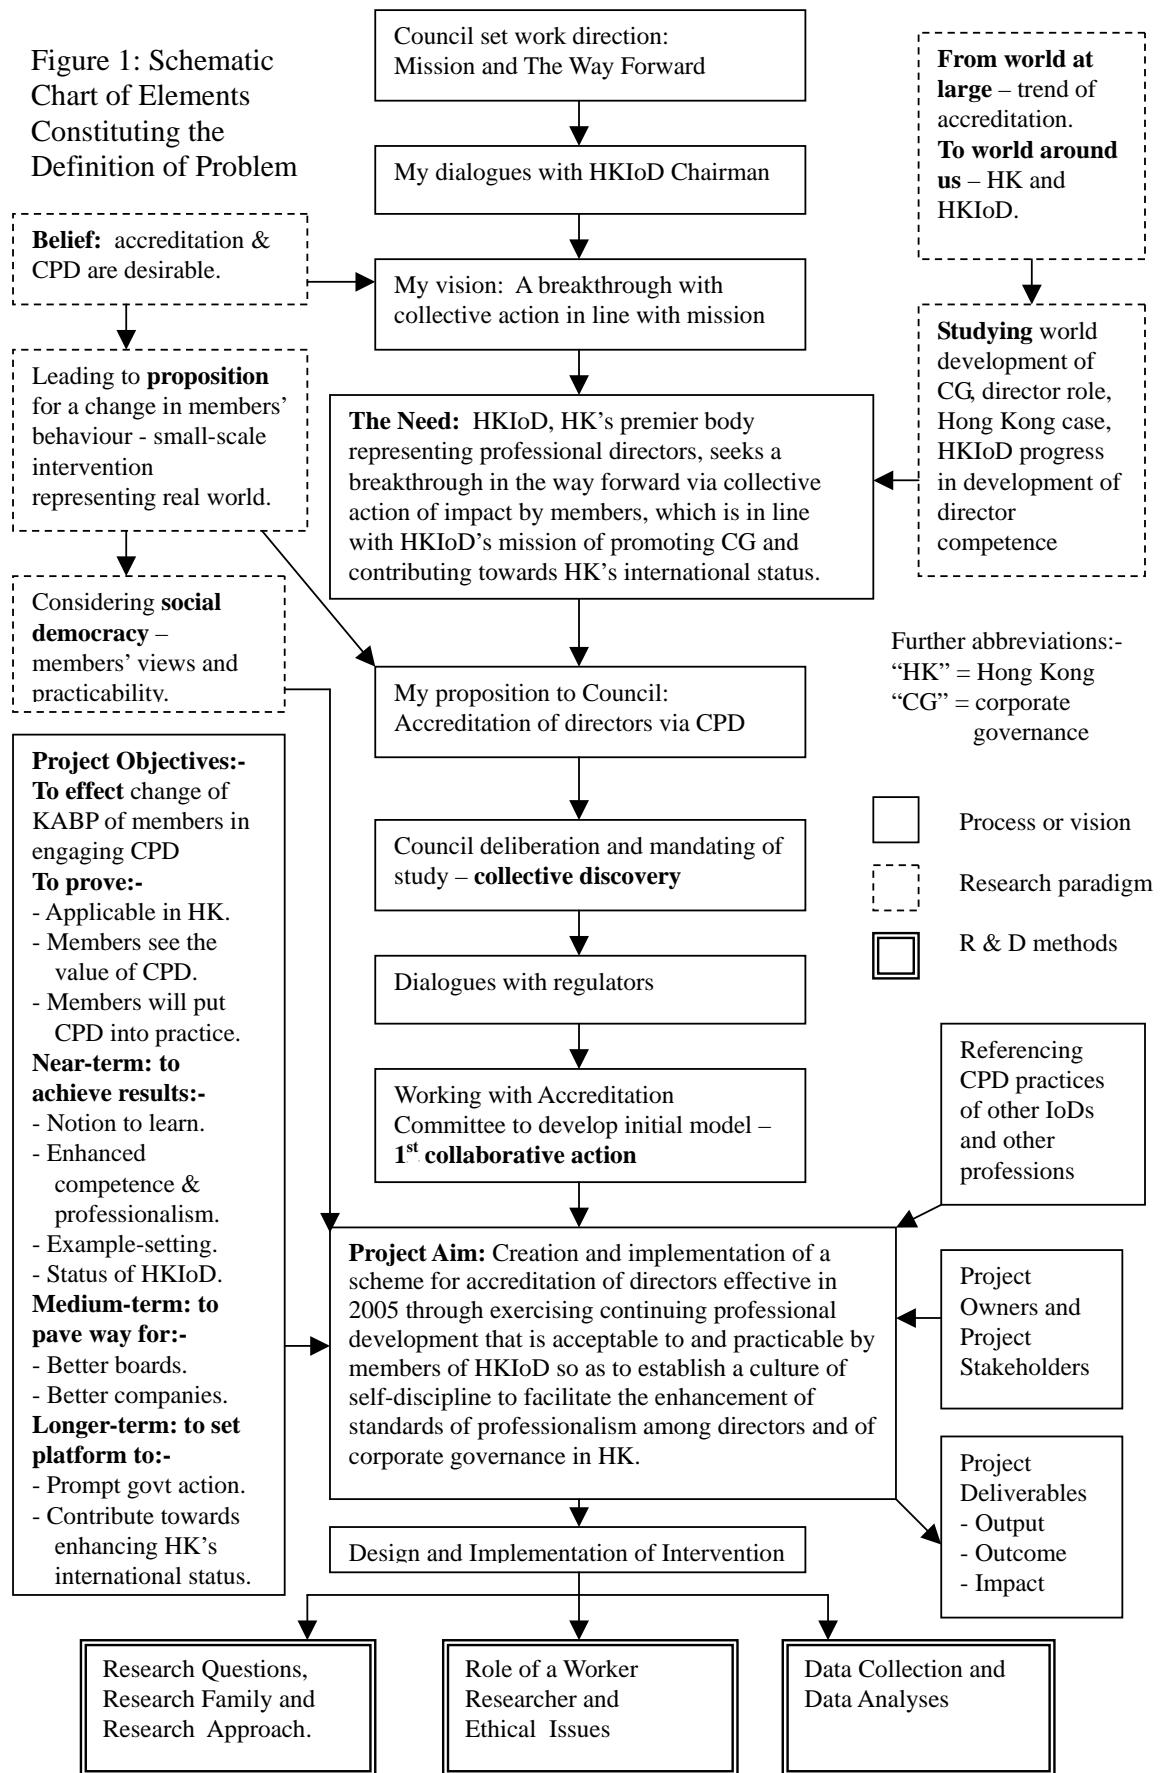 Figure 1: Schematic
Chart of Elements
Constituting the
Definition of Problem
Council set work direction:
Mission and The Way Forward
From world at
large – trend of
accreditation.
To world around
us – HK and
HKIoD.
My dialogues with HKIoD Chairman
Belief: accreditation &
CPD are desirable.
My vision: A breakthrough with
collective action in line with mission
Studying world
development of
CG, director role,
Hong Kong case,
HKIoD progress
in development of
director
competence
Leading to proposition
for a change in members’
behaviour - small-scale
intervention
representing real world.
The Need: HKIoD, HK’s premier body
representing professional directors, seeks a
breakthrough in the way forward via collective
action of impact by members, which is in line
with HKIoD’s mission of promoting CG and
contributing towards HK’s international status.
Considering social
democracy –
members’ views and
practicability.
Further abbreviations:-
“HK” = Hong Kong
“CG” = corporate
governance
My proposition to Council:
Accreditation of directors via CPD
Project Objectives:-
To effect change of
KABP of members in
engaging CPD
To prove:-
- Applicable in HK.
- Members see the
value of CPD.
- Members will put
CPD into practice.
Near-term: to
achieve results:-
- Notion to learn.
- Enhanced
competence &
professionalism.
- Example-setting.
- Status of HKIoD.
Medium-term: to
pave way for:-
- Better boards.
- Better companies.
Longer-term: to set
platform to:-
- Prompt govt action.
- Contribute towards
enhancing HK’s
international status.
Process or vision
Research paradigm
R & D methods
Council deliberation and mandating of
study – collective discovery
Dialogues with regulators
Working with Accreditation
Committee to develop initial model –
1st collaborative action
Referencing
CPD practices
of other IoDs
and other
professions
Project Aim: Creation and implementation of a
scheme for accreditation of directors effective in
2005 through exercising continuing professional
development that is acceptable to and practicable by
members of HKIoD so as to establish a culture of
self-discipline to facilitate the enhancement of
standards of professionalism among directors and of
corporate governance in HK.
Project
Owners and
Project
Stakeholders
Project
Deliverables
- Output
- Outcome
- Impact
Design and Implementation of Intervention
Research Questions,
Research Family and
Research Approach.
Role of a Worker
Researcher and
Ethical Issues
Data Collection and
Data Analyses